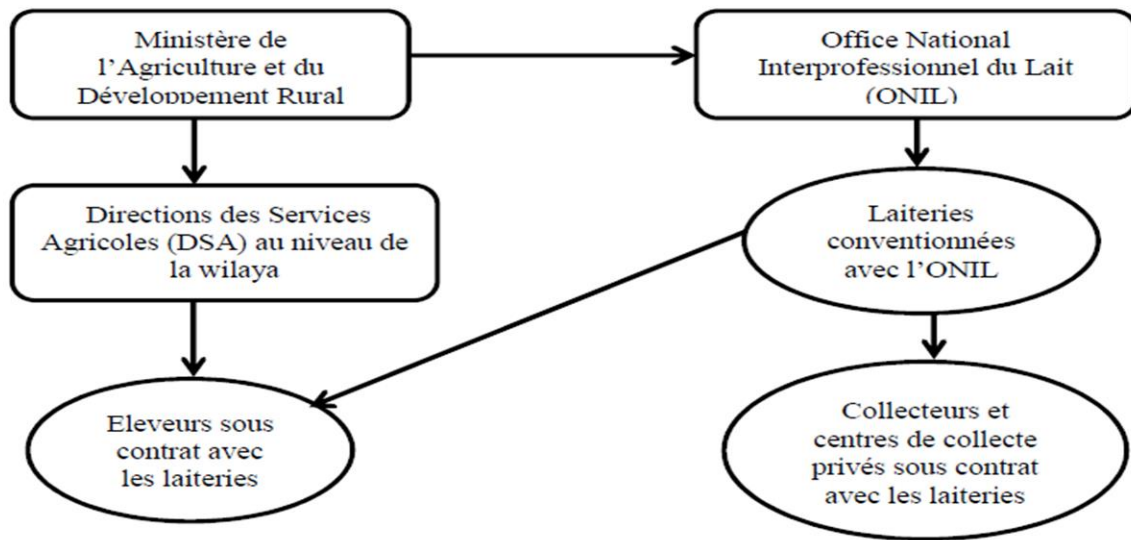 Ministère de
l'Agriculture et du
Développement Rural
Office National
Interprofessionnel du Lait
(ONIL)
Directions des Services
Agricoles (DSA) au niveau de
la wilaya
Laiteries
conventionnées
avec l'ONIL
Eleveurs sous
contrat avec
les laiteries
Collecteurs et
centres de collecte
privés sous contrat
avec les laiteries